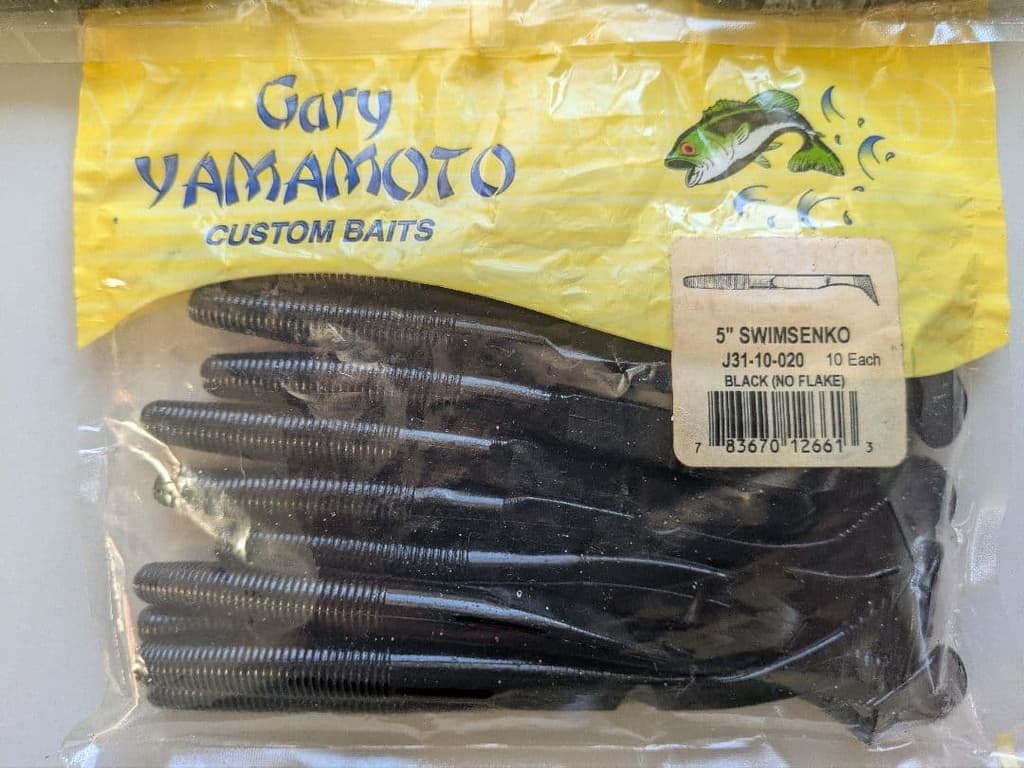 Gary
YAMAMOTO
CUSTOM BAITS
5" SWIMSENKO
J31-10-020 10 Each
BLACK (NO FLAKE)
7 83670 12661 3